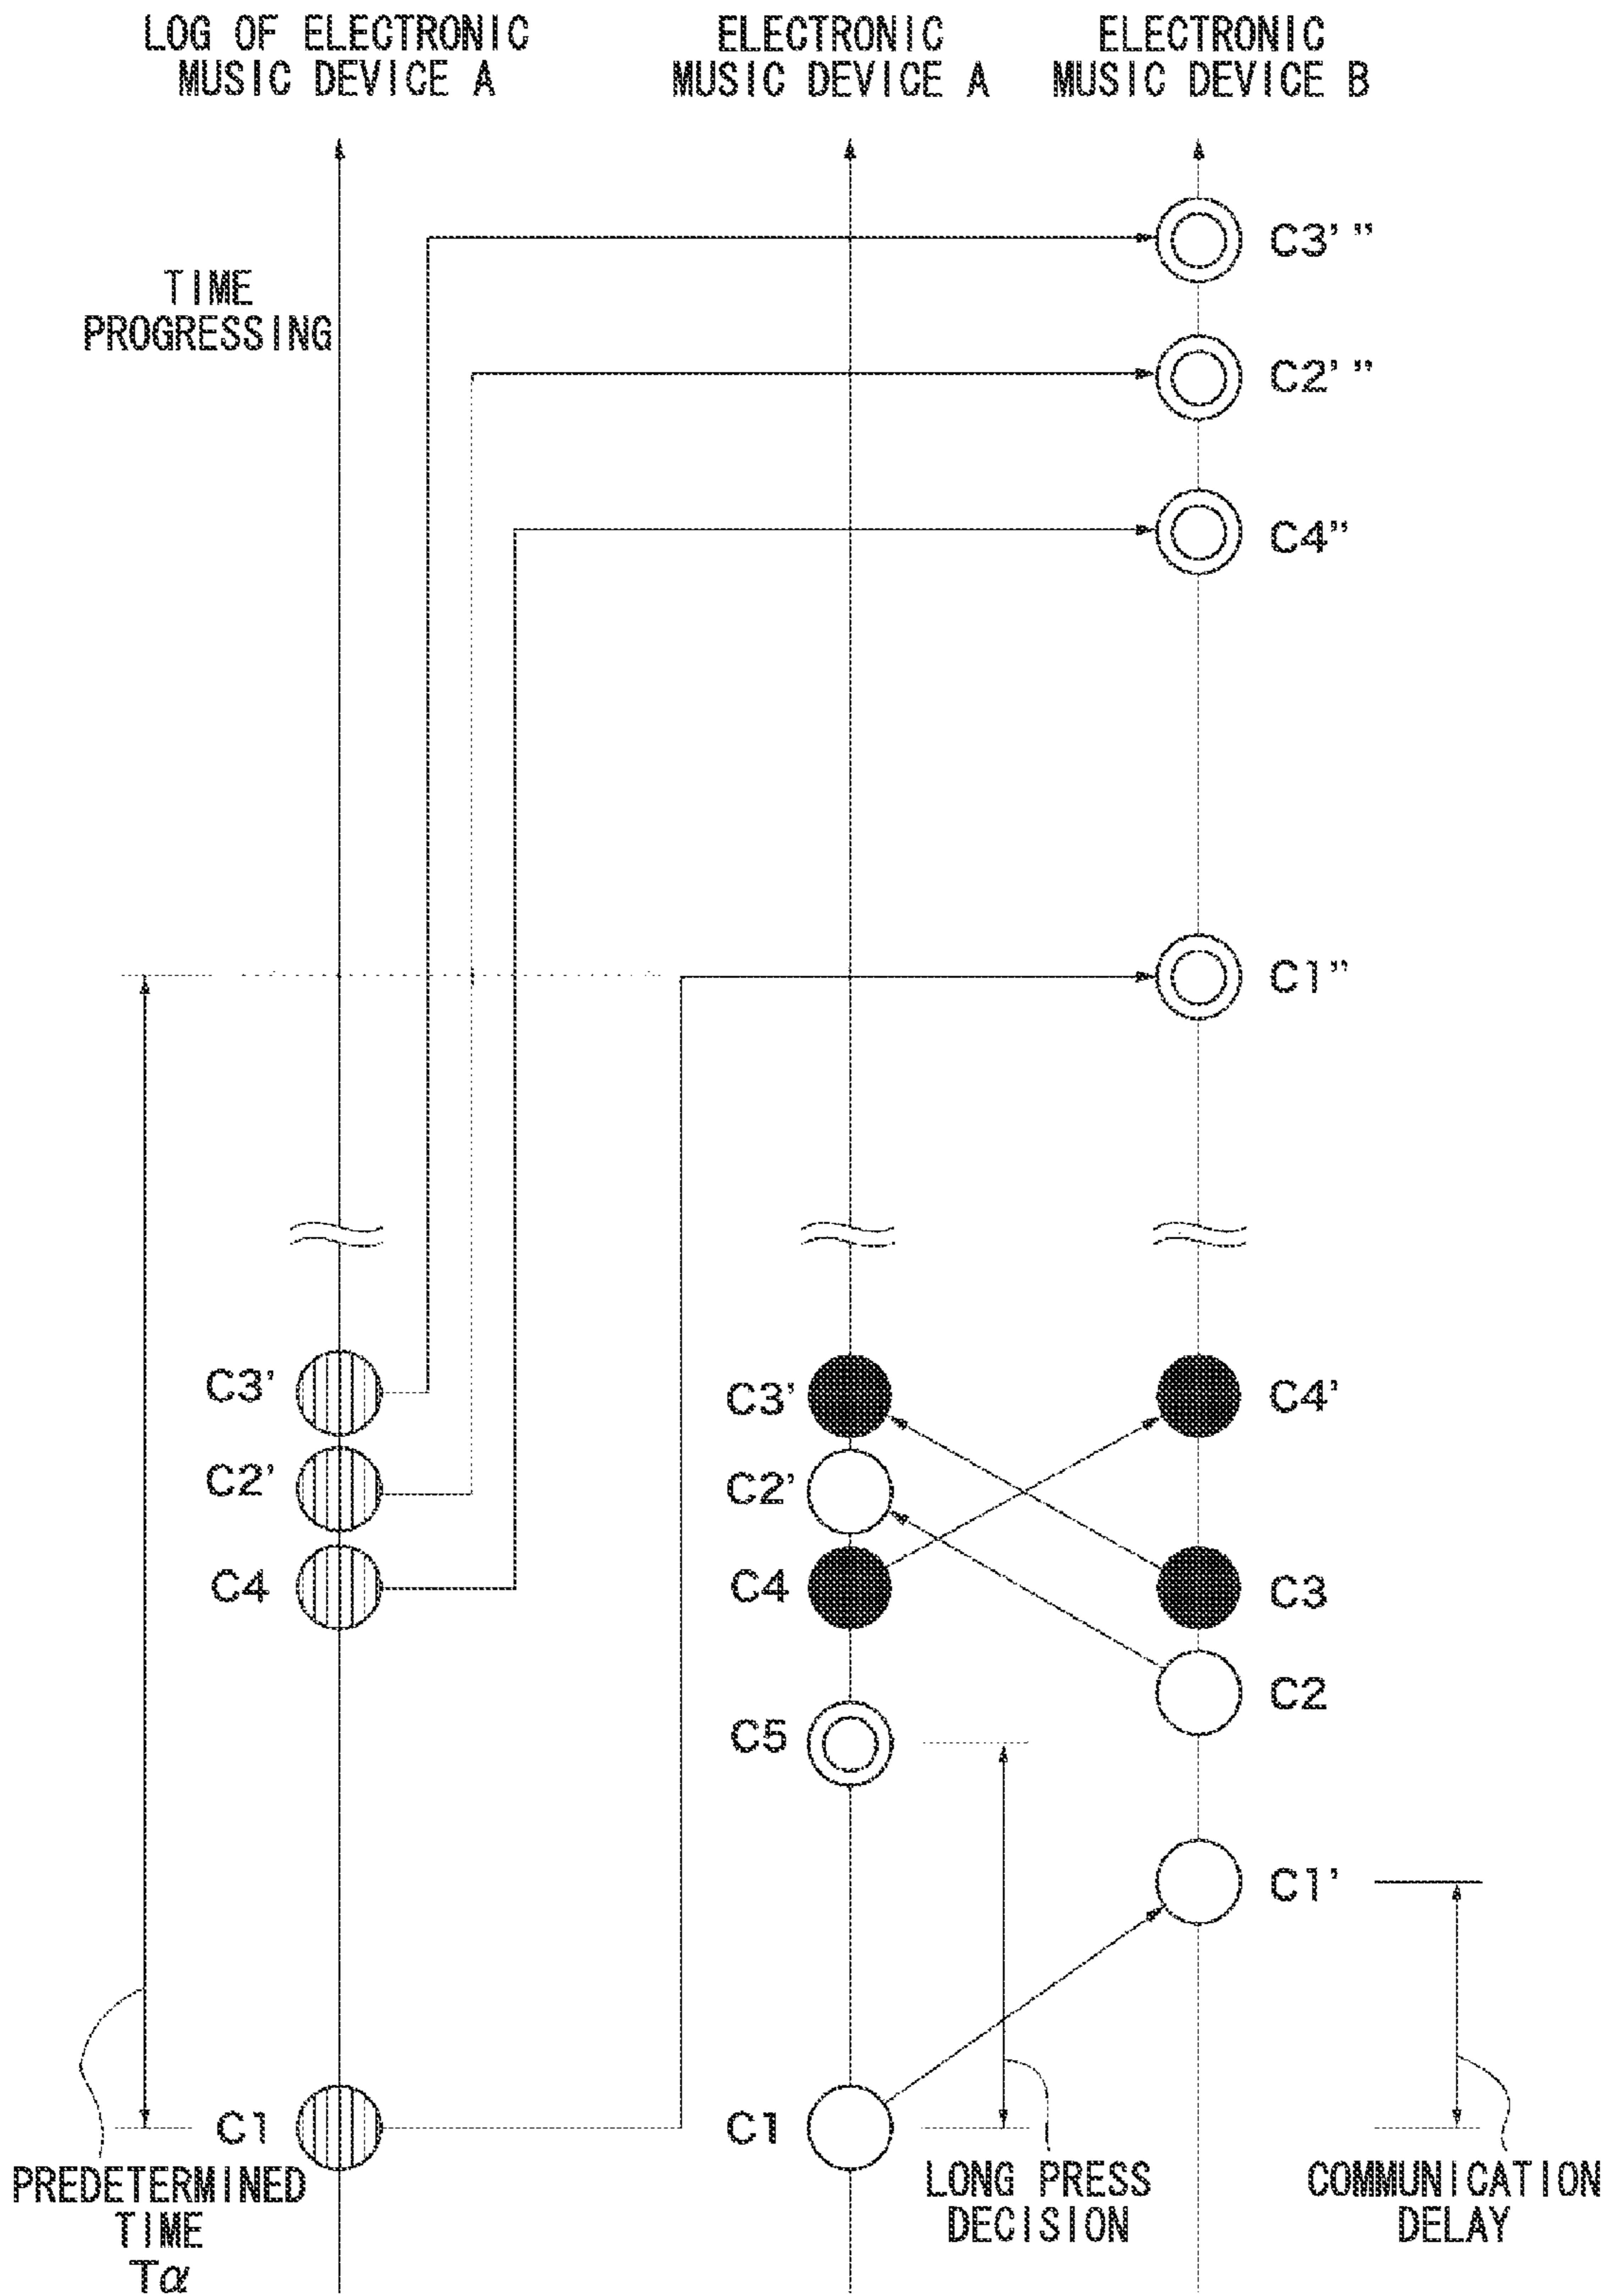 LOG OF ELECTRONIC
MUSIC DEVICE A
ELECTRONIC
MUSIC DEVICE A
ELECTRONIC
MUSIC DEVICE B
C3'"
TIME
PROGRESSING
C2'"
C4"
C1"
C3'
C3'
C4'
C2'
C2'
C4
C4
C3
C2
C5
C1'
C1
C1
PREDETERMINED
TIME
Tα
LONG PRESS
DECISION
COMMUNICATION
DELAY